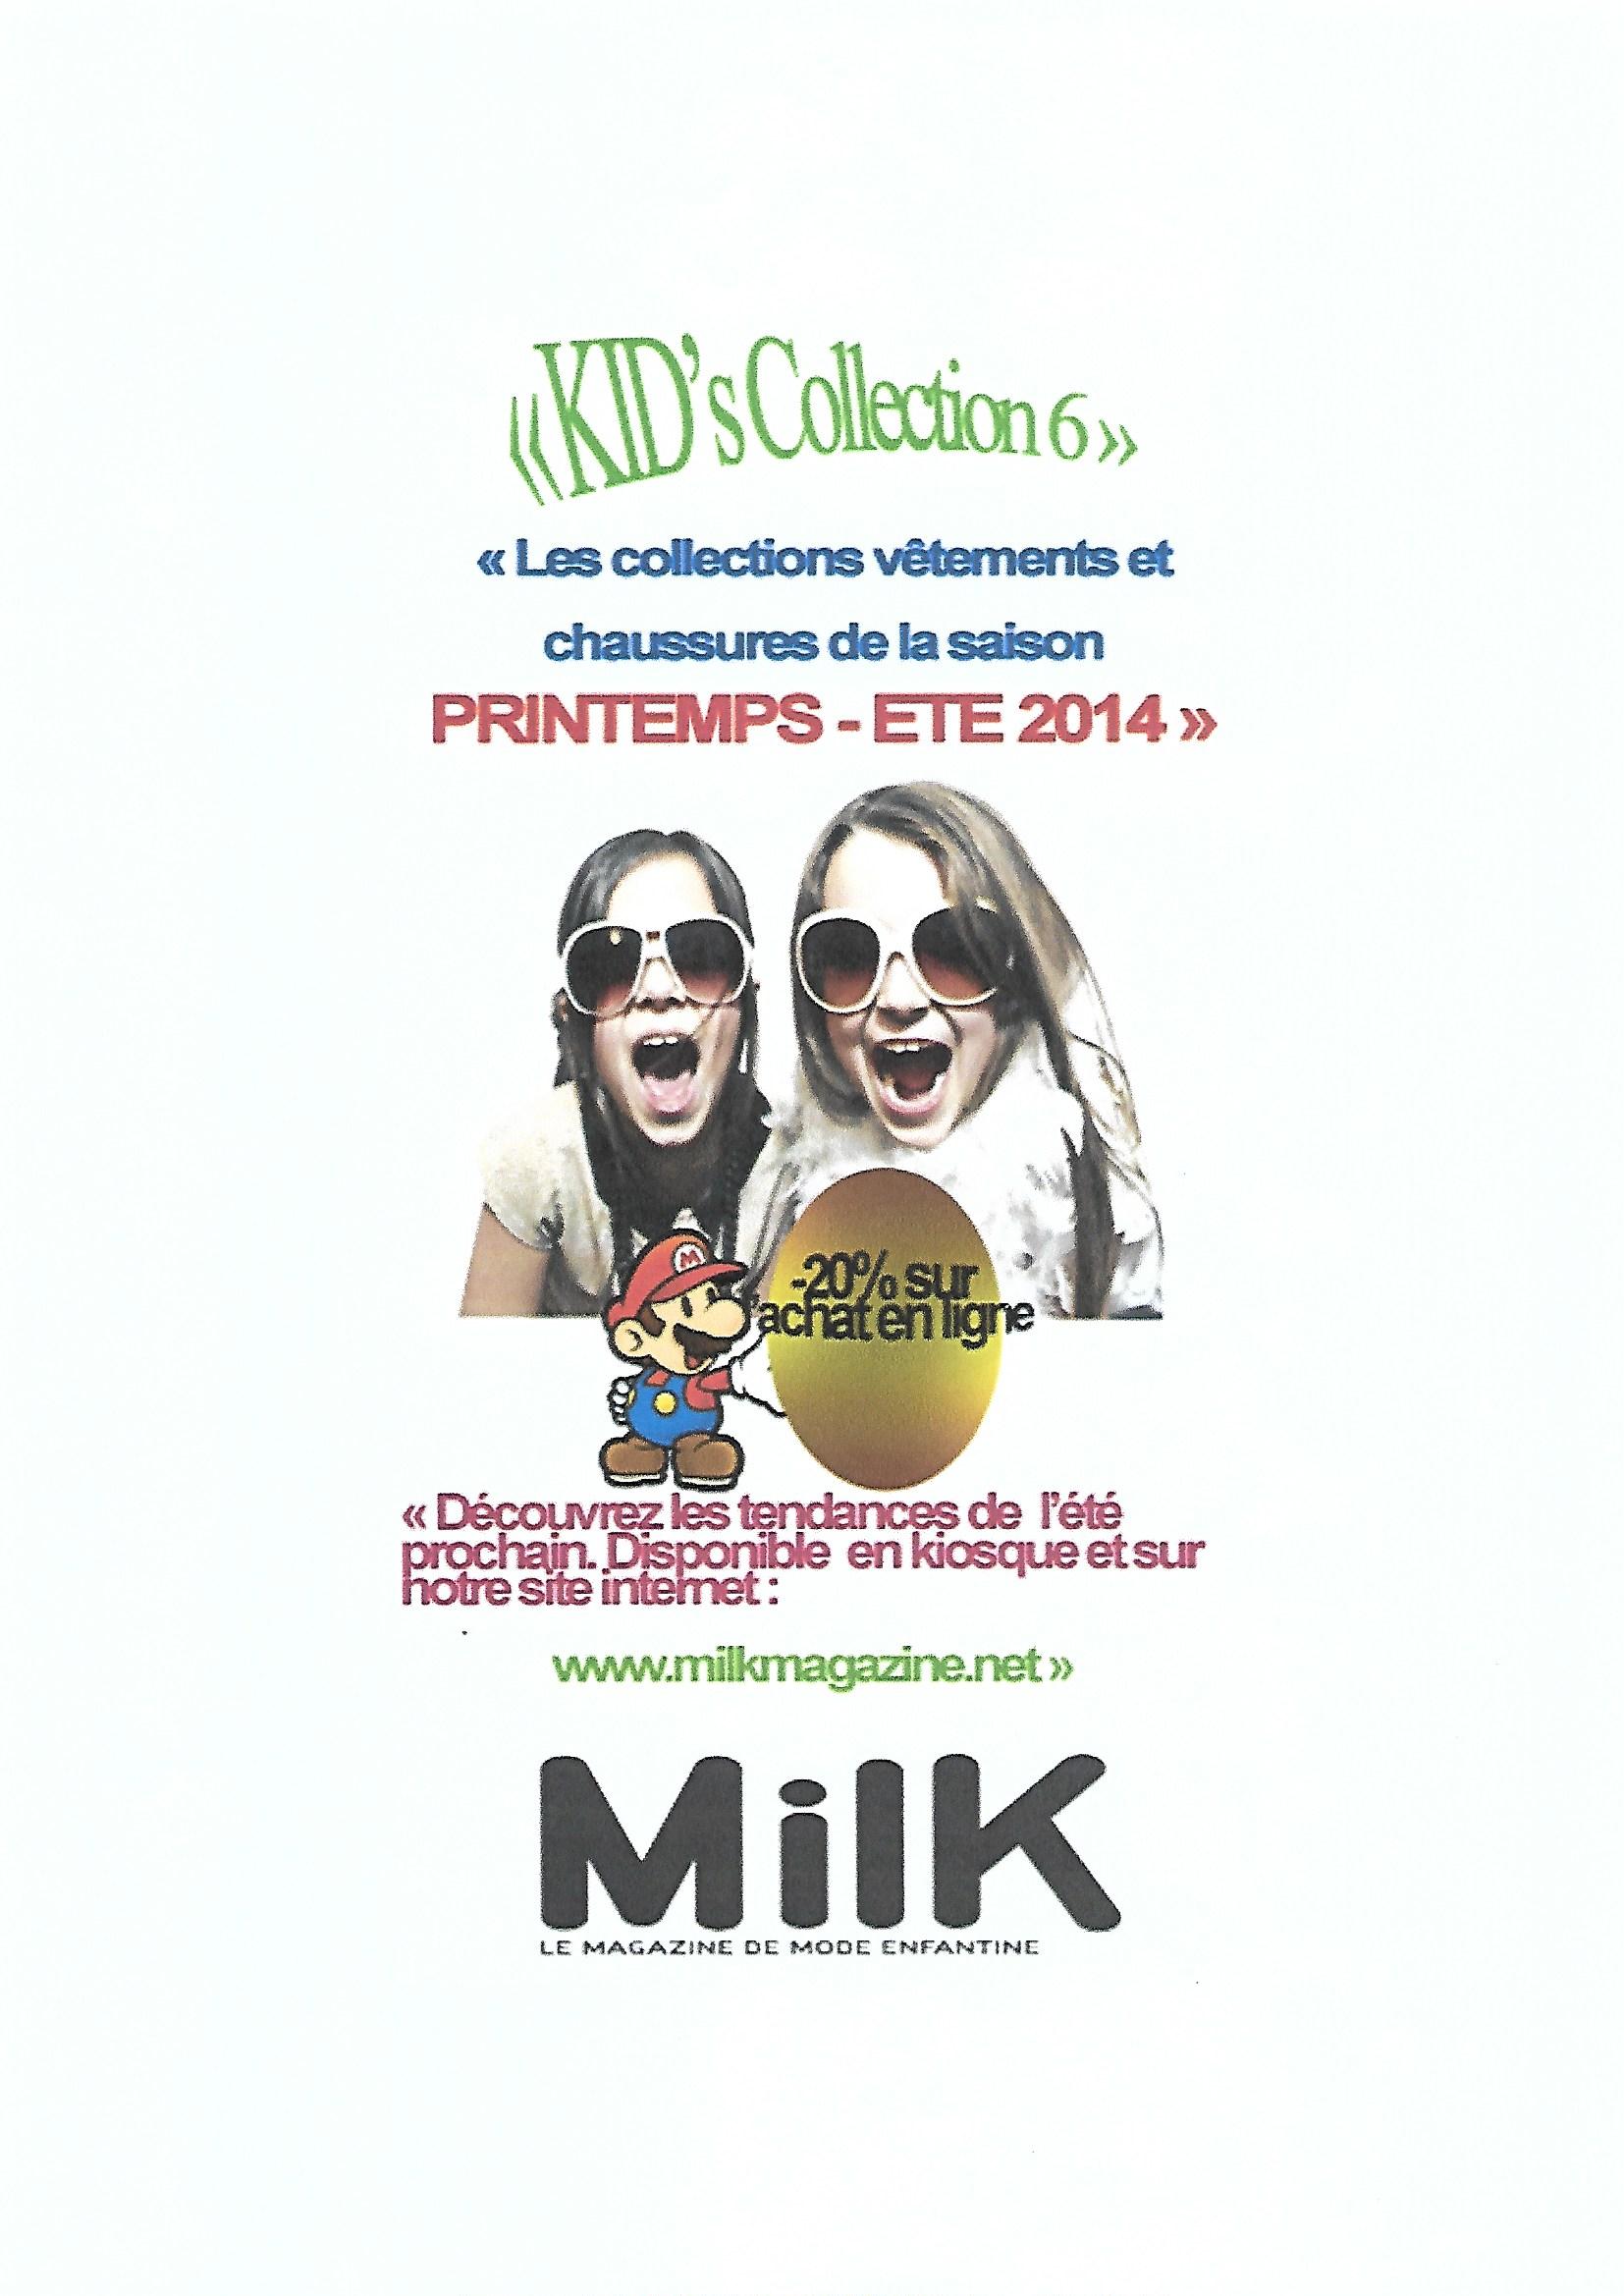 « KID's Collection 6 »
« Les collections vêtements et
chaussures de la saison
PRINTEMPS - ETE 2014 »
M
-20% sur
achat en ligne
« Découvrez les tendances de l'été
prochain. Disponible en kiosque et sur
notre site internet :
www.milkmagazine.net »
MilK
LE MAGAZINE DE MODE ENFANTINE